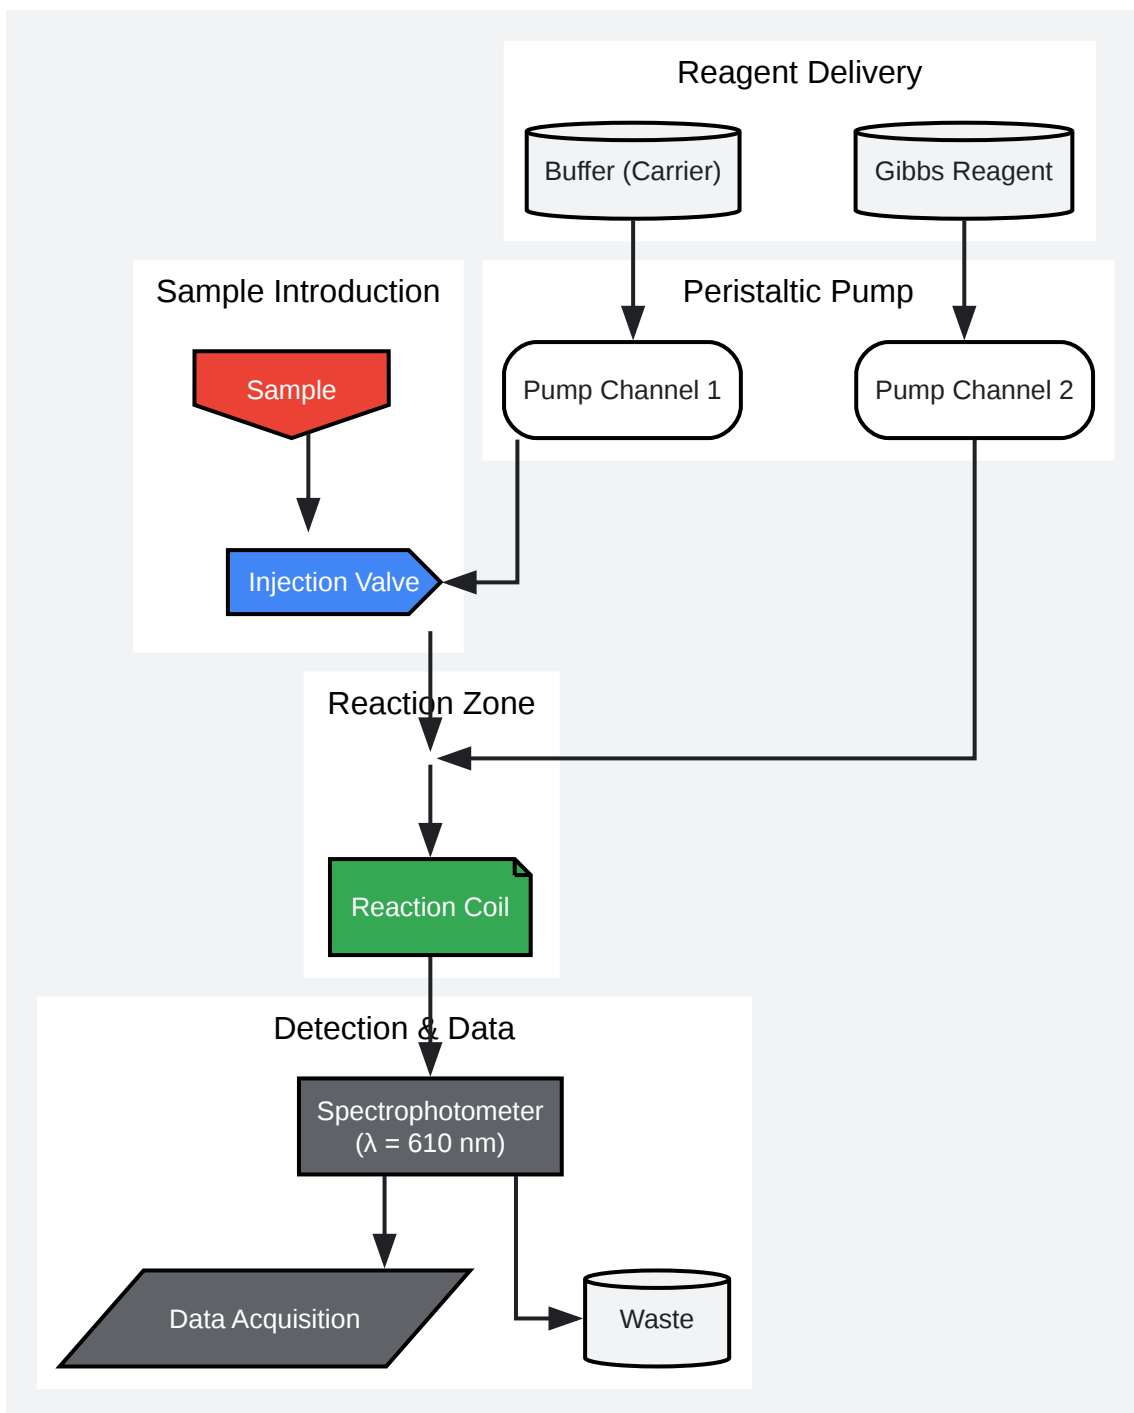 Reagent Delivery
Buffer (Carrier)
Gibbs Reagent
Sample Introduction
Peristaltic Pump
Sample
Pump Channel 1
Pump Channel 2
Injection Valve
Reaction Zone
Reaction Coil
Detection & Data
Spectrophotometer
(λ = 610 nm)
Data Acquisition
Waste